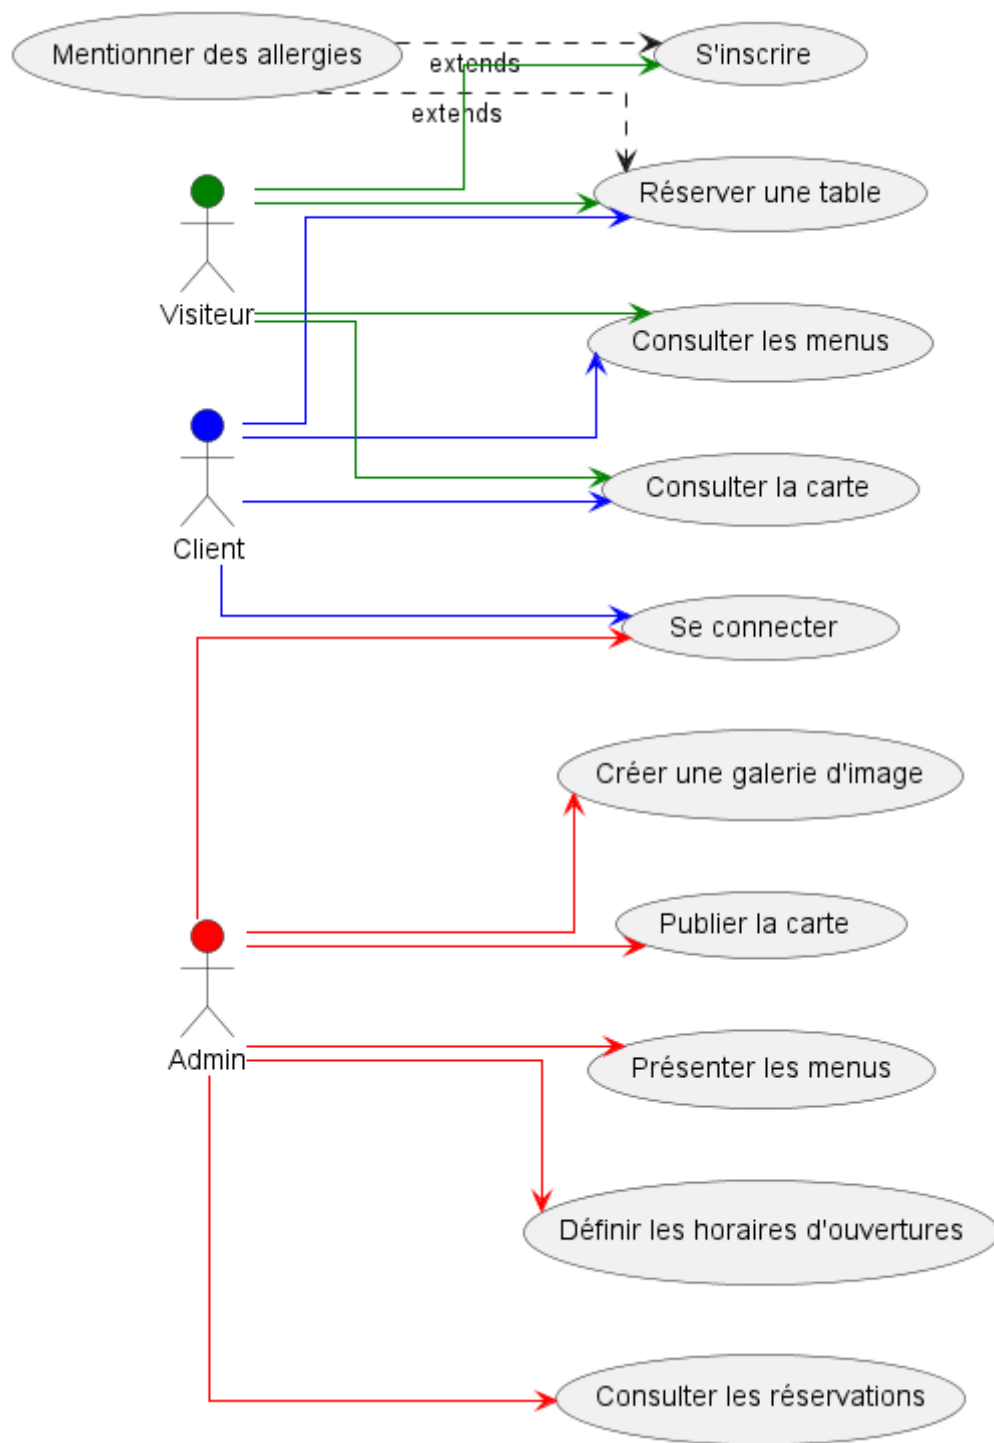 Mentionner des allergies
S'inscrire
extends
extends
Réserver une table
Visiteur
Consulter les menus
Consulter la carte
Client
Se connecter
Créer une galerie d'image
Publier la carte
Admin
Présenter les menus
Définir les horaires d'ouvertures
Consulter les réservations